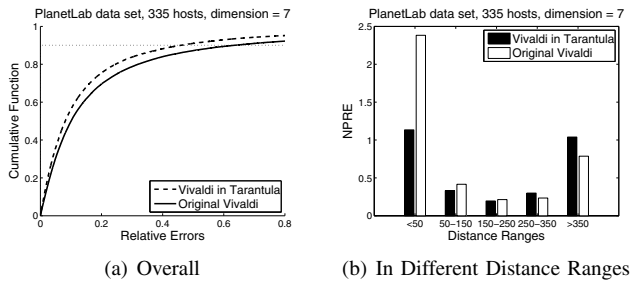 PlanetLab data set, 335 hosts, dimension = 7
1
0.8
0.6
0.4
0.2
0
Cumulative Function
Vivaldi in Tarantula
Original Vivaldi
0 0.2 0.4 0.6 0.8
Relative Errors
(a) Overall
PlanetLab data set, 335 hosts, dimension = 7
2.5
2
1.5
1
0.5
0
NPRE
Vivaldi in Tarantula
Original Vivaldi
<50 50−150 150−250 250−350 >350
Distance Ranges
(b) In Different Distance Ranges